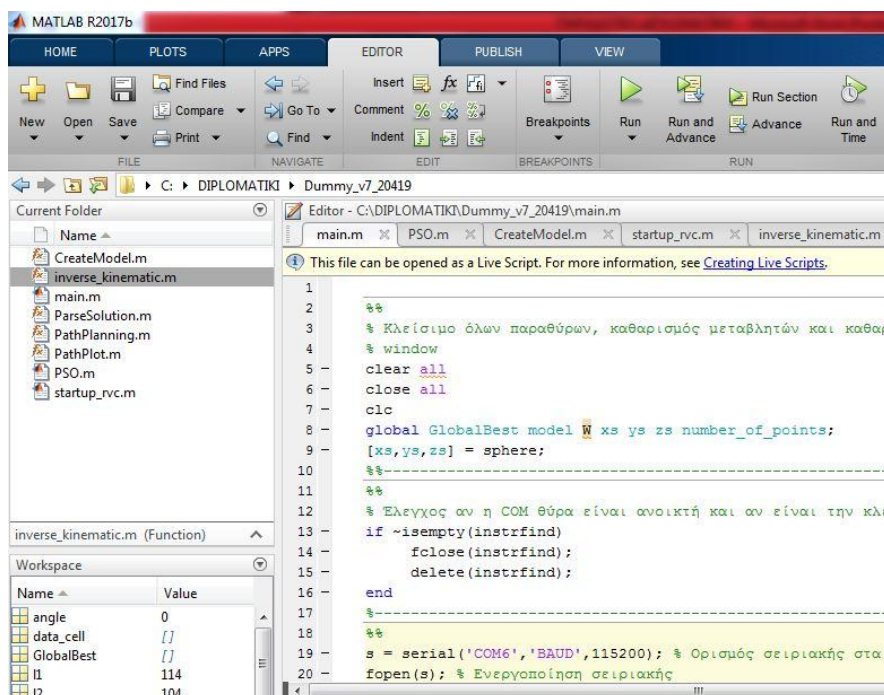 MATLAB R2017b
HOME PLOTS APPS EDITOR PUBLISH VIEW
New Open Save Find Files Compare Print
FILE
Go To Find
NAVIGATE
Insert fx
Comment
Indent
EDIT
Breakpoints
BREAKPOINTS
Run Run and Advance Run Section Advance Run and Time
RUN
C: DIPLOMATIKI Dummy_v7_20419
Current Folder
Name
CreateModel.m
inverse_kinematic.m
main.m
ParseSolution.m
PathPlanning.m
PathPlot.m
PSO.m
startup_rvc.m
inverse_kinematic.m (Function)
Workspace
Name Value
angle 0
data_cell []
GlobalBest []
l1 114
l2 104
Editor - C:\DIPLOMATIKI\Dummy_v7_20419\main.m
main.m PSO.m CreateModel.m startup_rvc.m inverse_kinematic.m
This file can be opened as a Live Script. For more information, see Creating Live Scripts.
1
2 %%
3 % Κλείσιμο όλων παραθύρων, καθαρισμός μεταβλητών και καθαρ
4 % window
5 - clear all
6 - close all
7 - clc
8 - global GlobalBest model W xs ys zs number_of_points;
9 - [xs,ys,zs] = sphere;
10 %%------------------------------------------------------------
11 %%
12 % Έλεγχος αν η COM θύρα είναι ανοικτή και αν είναι την κλε
13 - if ~isempty(instrfind)
14 - fclose(instrfind);
15 - delete(instrfind);
16 - end
17 %-------------------------------------------------------------
18 %%
19 - s = serial('COM6','BAUD',115200); % Ορισμός σειριακής στα
20 - fopen(s); % Ενεργοποίηση σειριακής